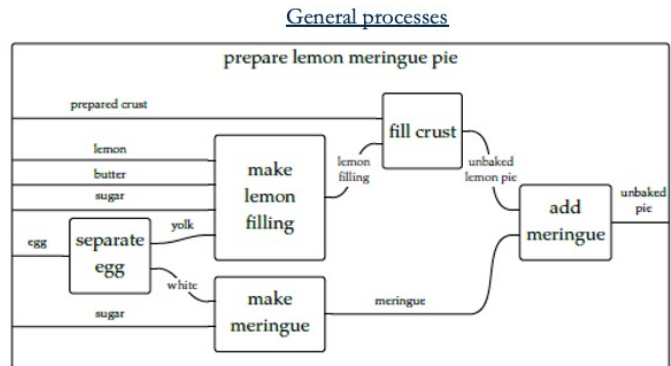 General processes
prepare lemon meringue pie
prepared crust
fill crust
lemon
butter
sugar
make
lemon
filling
lemon
filling
unbaked
lemon pie
unbaked
pie
add
meringue
egg
separate
egg
yolk
white
sugar
make
meringue
meringue